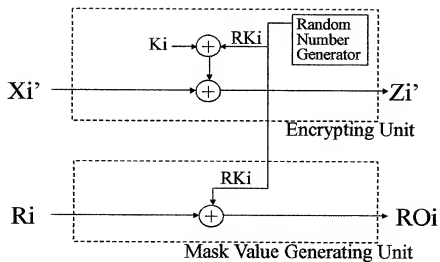 Random
Number
Generator
Ki
RKi
Xi’
Zi’
Encrypting Unit
RKi
Ri
ROi
Mask Value Generating Unit